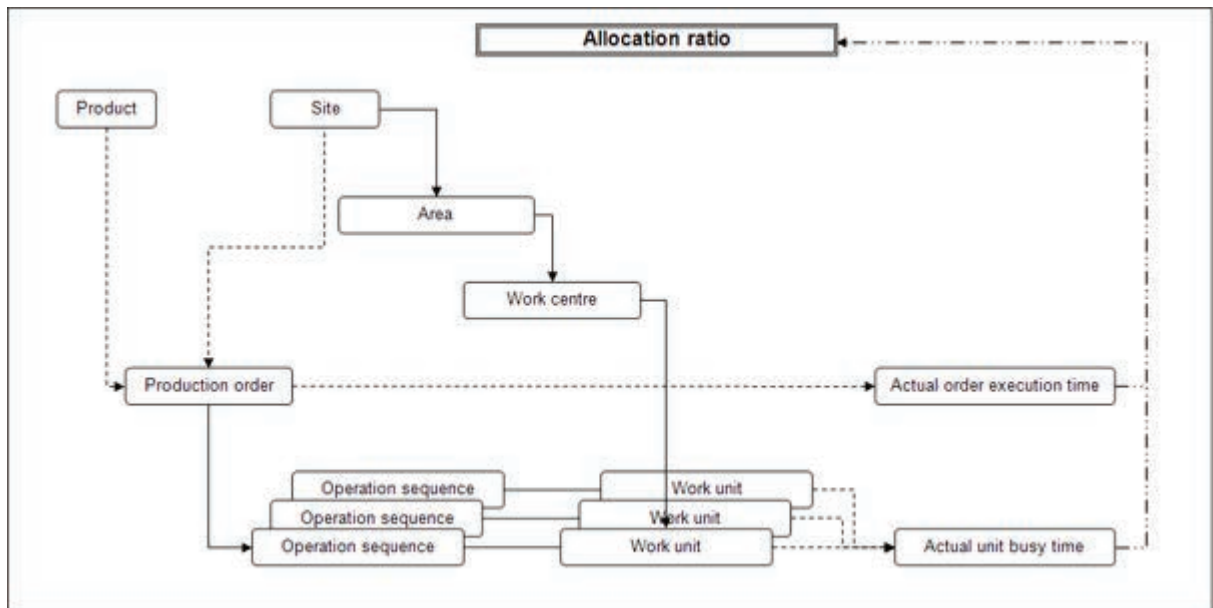 Allocation ratio
Product
Site
Area
Work centre
Production order
Actual order execution time
Operation sequence
Work unit
Operation sequence
Work unit
Operation sequence
Work unit
Actual unit busy time